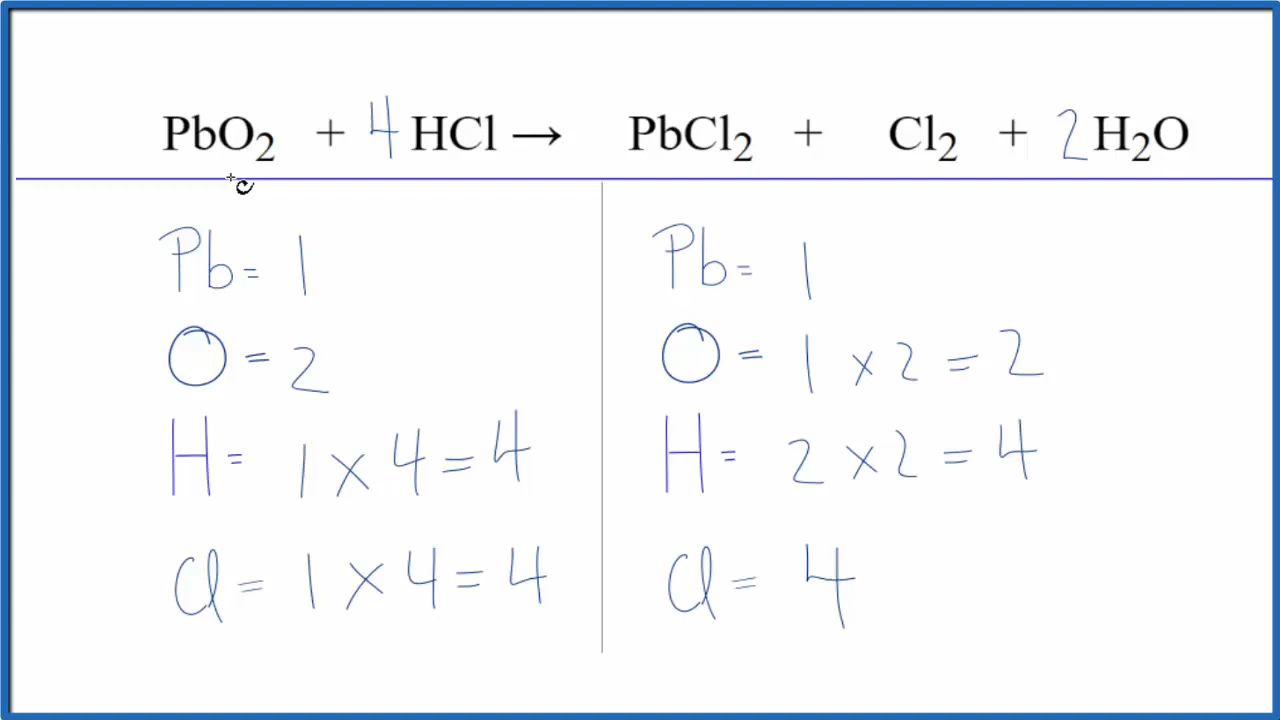 PbO₂ + 4 HCl → PbCl₂ + Cl₂ + 2 H₂O
Pb = 1
O = 2
H = 1 x 4 = 4
Cl = 1 x 4 = 4
Pb = 1
O = 1 x 2 = 2
H = 2 x 2 = 4
Cl = 4